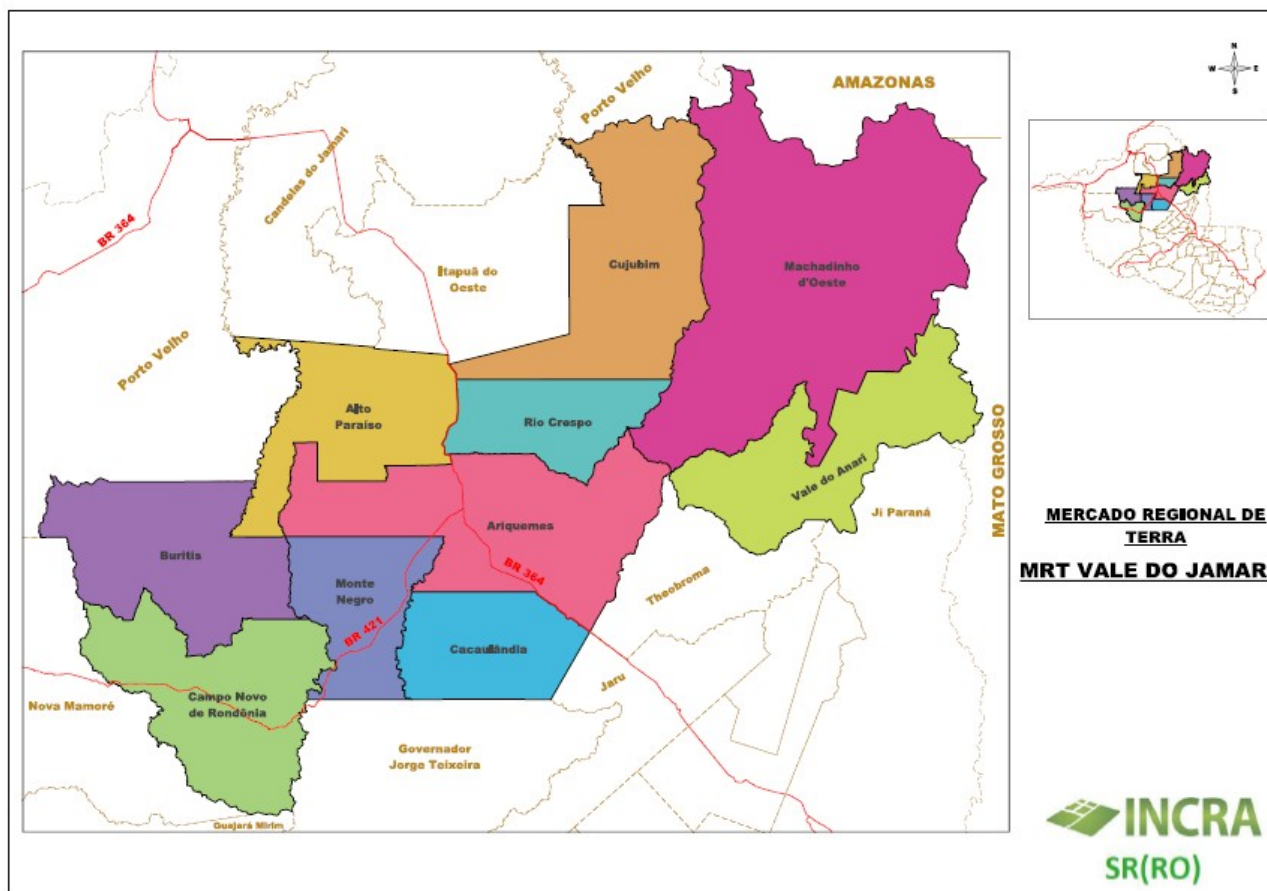 N
W E
S
AMAZONAS
Porto Velho
Candeias do Jamari
BR 364
Itapuã do
Oeste
Cujubim
Machadinho
d'Oeste
Porto Velho
Alto
Paraíso
Rio Crespo
Vale do Anari
MATO GROSSO
Ji Paraná
Ariquemes
Buritis
Monte
Negro
BR 364
BR 421
Theobroma
Cacaulândia
Jaru
Campo Novo
de Rondônia
Nova Mamoré
Governador
Jorge Teixeira
Guajará Mirim
MERCADO REGIONAL DE
TERRA
MRT VALE DO JAMAR
INCRA
SR(RO)